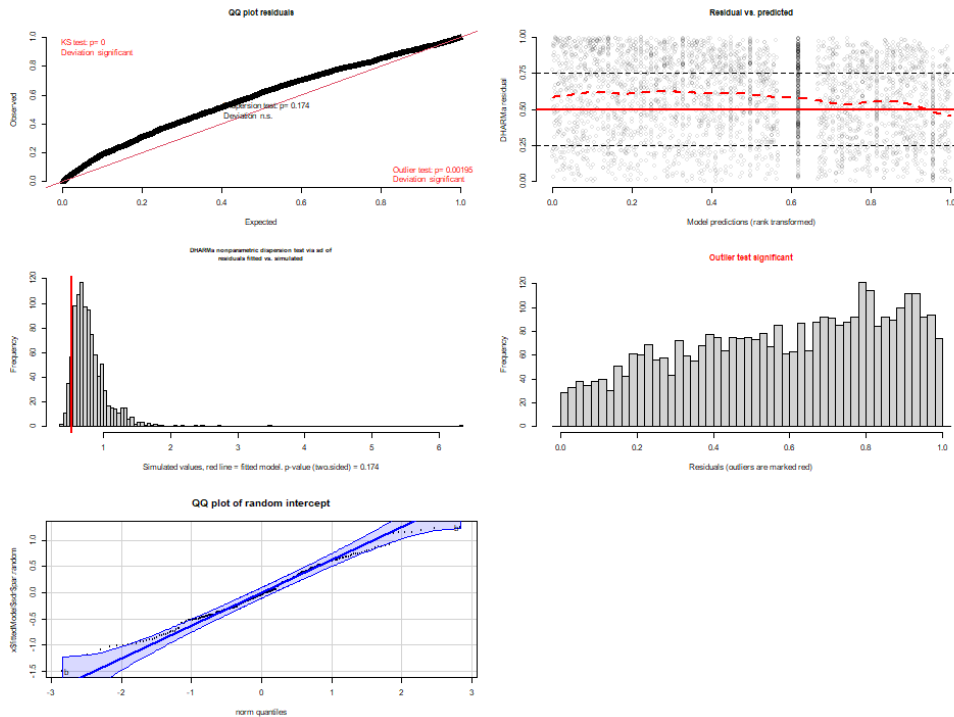 QQ plot residuals
KS test: p= 0
Deviation significant
Dispersion test: p= 0.174
Deviation n.s.
Outlier test: p= 0.00195
Deviation significant
Observed
0.0 0.2 0.4 0.6 0.8 1.0
0.0 0.2 0.4 0.6 0.8 1.0
Expected
Residual vs. predicted
DHARMa residual
0.00 0.25 0.50 0.75 1.00
0.0 0.2 0.4 0.6 0.8 1.0
Model predictions (rank transformed)
DHARMa nonparametric dispersion test via sd of
residuals fitted vs. simulated
Frequency
0 20 40 60 80 100 120
1 2 3 4 5 6
Simulated values, red line = fitted model. p-value (two.sided) = 0.174
Outlier test significant
Frequency
0 20 40 60 80 100 120
0.0 0.2 0.4 0.6 0.8 1.0
Residuals (outliers are marked red)
QQ plot of random intercept
x$fittedModel$sdr$par.random
-1.5 -1.0 -0.5 0.0 0.5 1.0
b
-3 -2 -1 0 1 2 3
norm quantiles